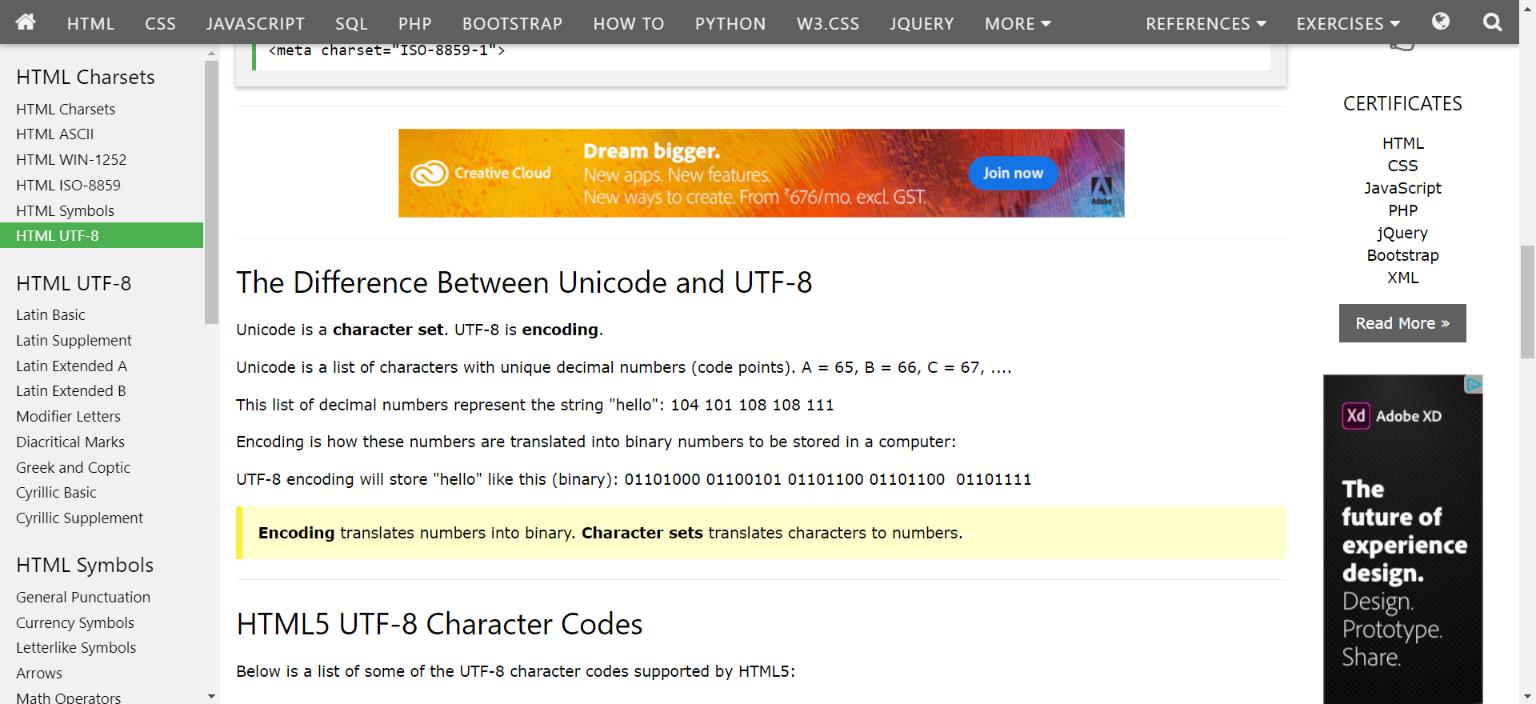 HTML CSS JAVASCRIPT SQL PHP BOOTSTRAP HOW TO PYTHON W3.CSS JQUERY MORE REFERENCES EXERCISES
HTML Charsets
HTML Charsets
HTML ASCII
HTML WIN-1252
HTML ISO-8859
HTML Symbols
HTML UTF-8
HTML UTF-8
Latin Basic
Latin Supplement
Latin Extended A
Latin Extended B
Modifier Letters
Diacritical Marks
Greek and Coptic
Cyrillic Basic
Cyrillic Supplement
HTML Symbols
General Punctuation
Currency Symbols
Letterlike Symbols
Arrows
Math Operators
<meta charset="ISO-8859-1">
Creative Cloud
Dream bigger.
New apps. New features.
New ways to create. From ₹676/mo. excl. GST.
Join now
Adobe
The Difference Between Unicode and UTF-8
Unicode is a character set. UTF-8 is encoding.
Unicode is a list of characters with unique decimal numbers (code points). A = 65, B = 66, C = 67, ....
This list of decimal numbers represent the string "hello": 104 101 108 108 111
Encoding is how these numbers are translated into binary numbers to be stored in a computer:
UTF-8 encoding will store "hello" like this (binary): 01101000 01100101 01101100 01101100  01101111
Encoding translates numbers into binary. Character sets translates characters to numbers.
HTML5 UTF-8 Character Codes
Below is a list of some of the UTF-8 character codes supported by HTML5:
CERTIFICATES
HTML
CSS
JavaScript
PHP
jQuery
Bootstrap
XML
Read More »
Xd Adobe XD
The
future of
experience
design.
Design.
Prototype.
Share.